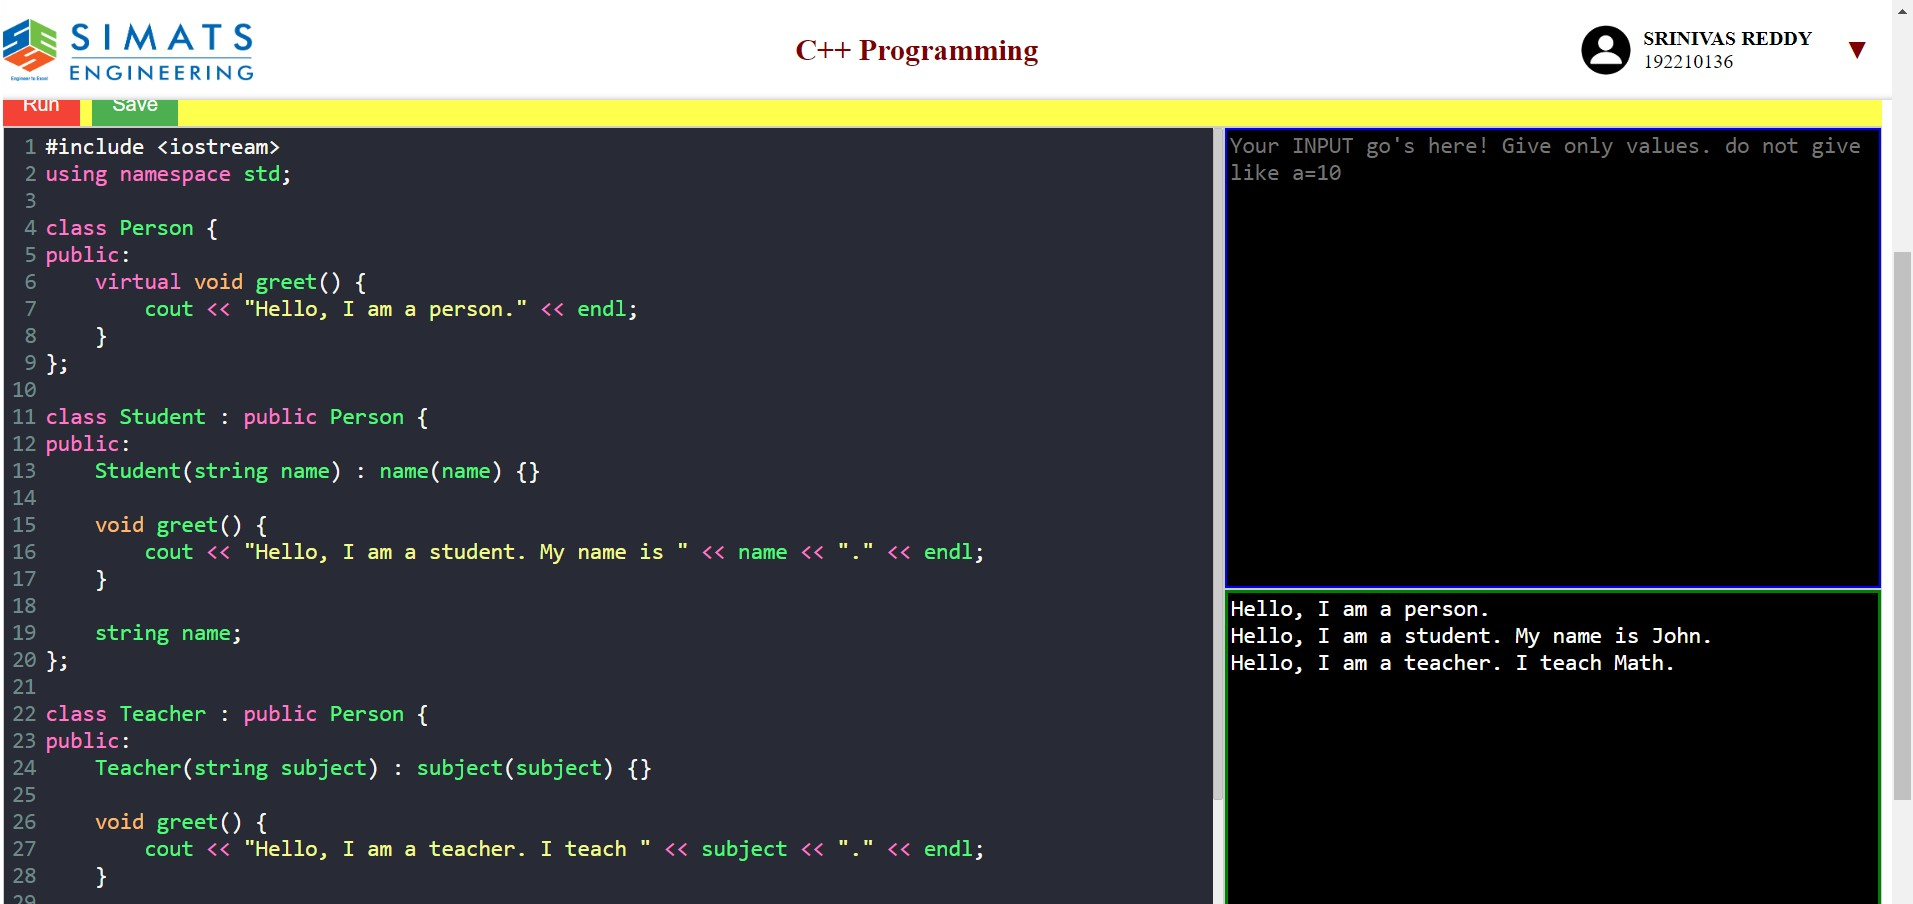 SIMATS
ENGINEERING
Engineer to Excel
C++ Programming
SRINIVAS REDDY
192210136
▼
Run Save
1 #include <iostream>
2 using namespace std;
3
4 class Person {
5 public:
6     virtual void greet() {
7         cout << "Hello, I am a person." << endl;
8     }
9 };
10
11 class Student : public Person {
12 public:
13     Student(string name) : name(name) {}
14
15     void greet() {
16         cout << "Hello, I am a student. My name is " << name << "." << endl;
17     }
18
19     string name;
20 };
21
22 class Teacher : public Person {
23 public:
24     Teacher(string subject) : subject(subject) {}
25
26     void greet() {
27         cout << "Hello, I am a teacher. I teach " << subject << "." << endl;
28     }
29
Your INPUT go's here! Give only values. do not give
like a=10
Hello, I am a person.
Hello, I am a student. My name is John.
Hello, I am a teacher. I teach Math.